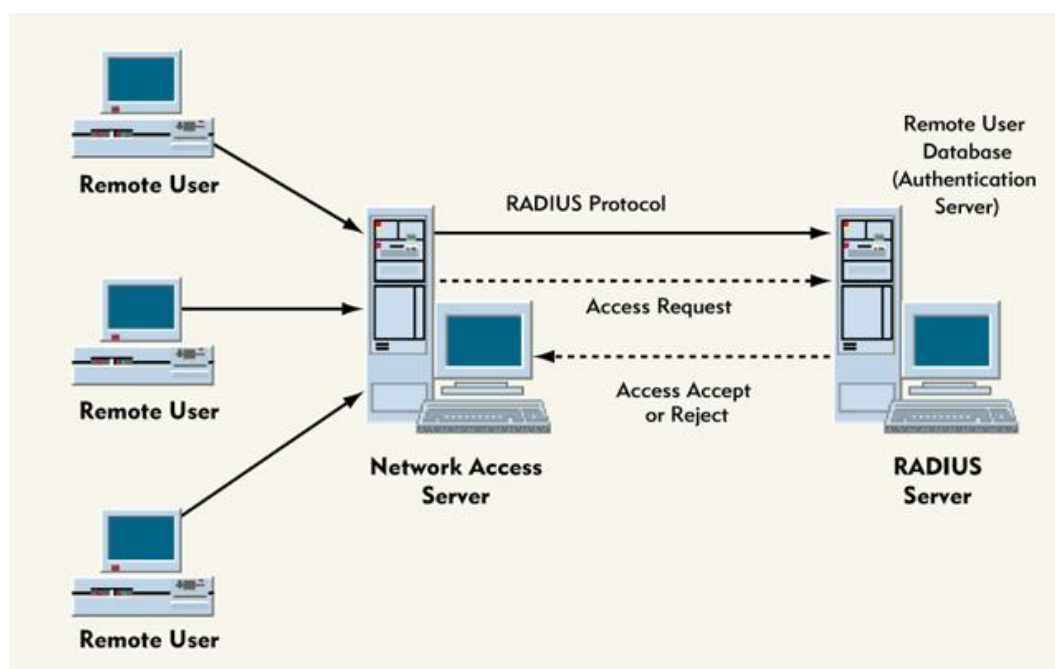 Remote User
Remote User
Remote User
Network Access
Server
RADIUS Protocol
Access Request
Access Accept
or Reject
Remote User
Database
(Authentication
Server)
RADIUS
Server